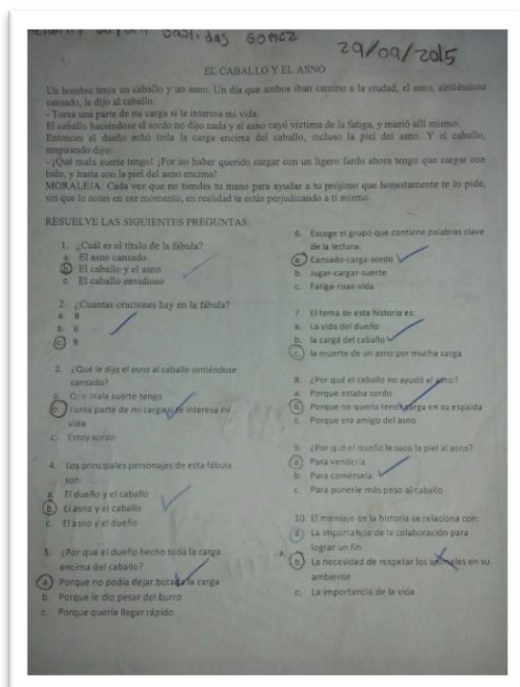 Bastidas Gomez
29/09/2015
EL CABALLO Y EL ASNO
Un hombre tenía un caballo y un asno. Un día que ambos iban camino a la ciudad, el asno, sintiéndose
cansado, le dijo al caballo:
- Toma una parte de mi carga si te interesa mi vida.
El caballo haciéndose el sordo no dijo nada y el asno cayó víctima de la fatiga, y murió allí mismo.
Entonces el dueño echó toda la carga encima del caballo, incluso la piel del asno. Y el caballo,
suspirando dijo:
- ¡Qué mala suerte tengo! ¡Por no haber querido cargar con un ligero fardo ahora tengo que cargar con
todo, y hasta con la piel del asno encima!
MORALEJA: Cada vez que no tiendes tu mano para ayudar a tu prójimo que honestamente te lo pide,
sin que lo notes en ese momento, en realidad te estás perjudicando a ti mismo.
RESUELVE LAS SIGUIENTES PREGUNTAS:
1. ¿Cuál es el título de la fábula?
a. El asno cansado
b. El caballo y el asno
c. El caballo envidioso
2. ¿Cuantas oraciones hay en la fábula?
a. 8
b. 6
c. 9
3. ¿Qué le dijo el asno al caballo sintiéndose
cansado?
a. Que mala suerte tengo
b. Toma parte de mi carga si te interesa mi
vida
c. Estoy sordo
4. Los principales personajes de esta fábula
son:
a. El dueño y el caballo
b. El asno y el caballo
c. El asno y el dueño
5. ¿Por qué el dueño hecho toda la carga
encima del caballo?
a. Porque no podía dejar botada la carga
b. Porque le dio pesar del burro
c. Porque quería llegar rápido
6. Escoge el grupo que contiene palabras clave
de la lectura:
a. Cansado-carga-sordo
b. Jugar-cargar-suerte
c. Fatiga-risas-vida
7. El tema de esta historia es:
a. La vida del dueño
b. la carga del caballo
c. la muerte de un asno por mucha carga
8. ¿Por qué el caballo no ayudó al asno?
a. Porque estaba sordo
b. Porque no quería tener carga en su espalda
c. Porque era amigo del asno
9. ¿Por qué el dueño le saco la piel al asno?
a. Para venderla
b. Para comérsela
c. Para ponerle más peso al caballo
10. El mensaje de la historia se relaciona con:
a. La importancia de la colaboración para
lograr un fin
b. La necesidad de respetar los animales en su
ambiente
c. La importancia de la vida